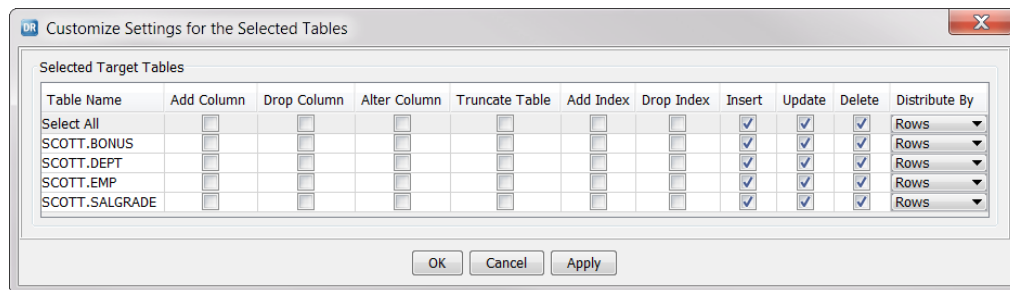 DR Customize Settings for the Selected Tables X
Selected Target Tables
Table Name Add Column Drop Column Alter Column Truncate Table Add Index Drop Index Insert Update Delete Distribute By
Select All Rows
SCOTT.BONUS Rows
SCOTT.DEPT Rows
SCOTT.EMP Rows
SCOTT.SALGRADE Rows
OK Cancel Apply